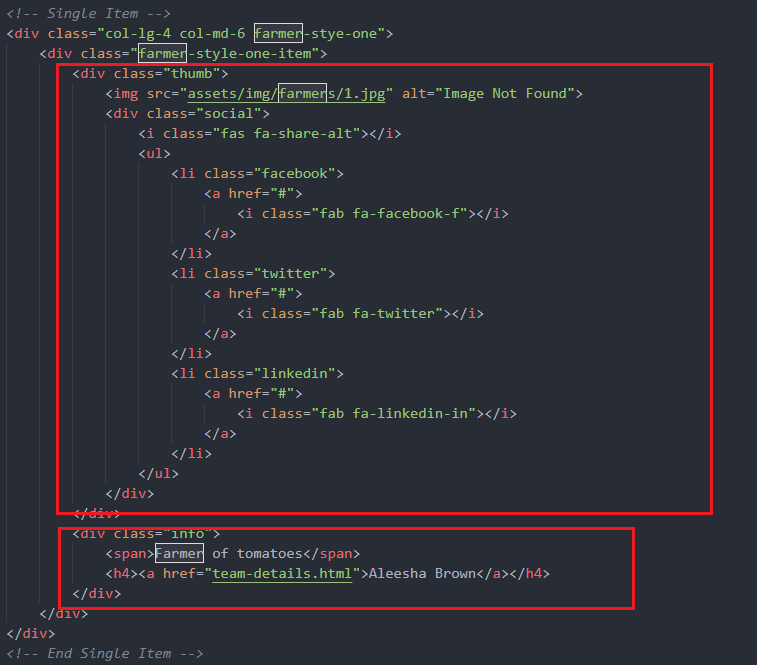 <!-- Single Item -->
<div class="col-lg-4 col-md-6 farmer-stye-one">
<div class="farmer-style-one-item">
<div class="thumb">
<img src="assets/img/farmers/1.jpg" alt="Image Not Found">
<div class="social">
<i class="fas fa-share-alt"></i>
<ul>
<li class="facebook">
<a href="#">
<i class="fab fa-facebook-f"></i>
</a>
</li>
<li class="twitter">
<a href="#">
<i class="fab fa-twitter"></i>
</a>
</li>
<li class="linkedin">
<a href="#">
<i class="fab fa-linkedin-in"></i>
</a>
</li>
</ul>
</div>
</div>
<div class="info">
<span>Farmer of tomatoes</span>
<h4><a href="team-details.html">Aleesha Brown</a></h4>
</div>
</div>
</div>
<!-- End Single Item -->